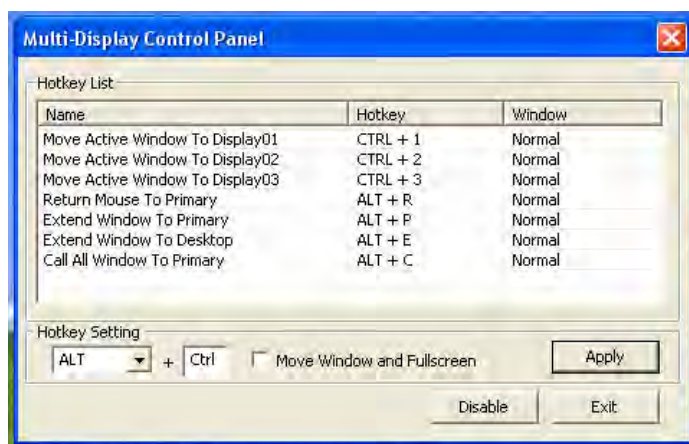 Multi-Display Control Panel
Hotkey List
Name Hotkey Window
Move Active Window To Display01 CTRL + 1 Normal
Move Active Window To Display02 CTRL + 2 Normal
Move Active Window To Display03 CTRL + 3 Normal
Return Mouse To Primary ALT + R Normal
Extend Window To Primary ALT + P Normal
Extend Window To Desktop ALT + E Normal
Call All Window To Primary ALT + C Normal
Hotkey Setting
ALT + Ctrl Move Window and Fullscreen Apply
Disable Exit